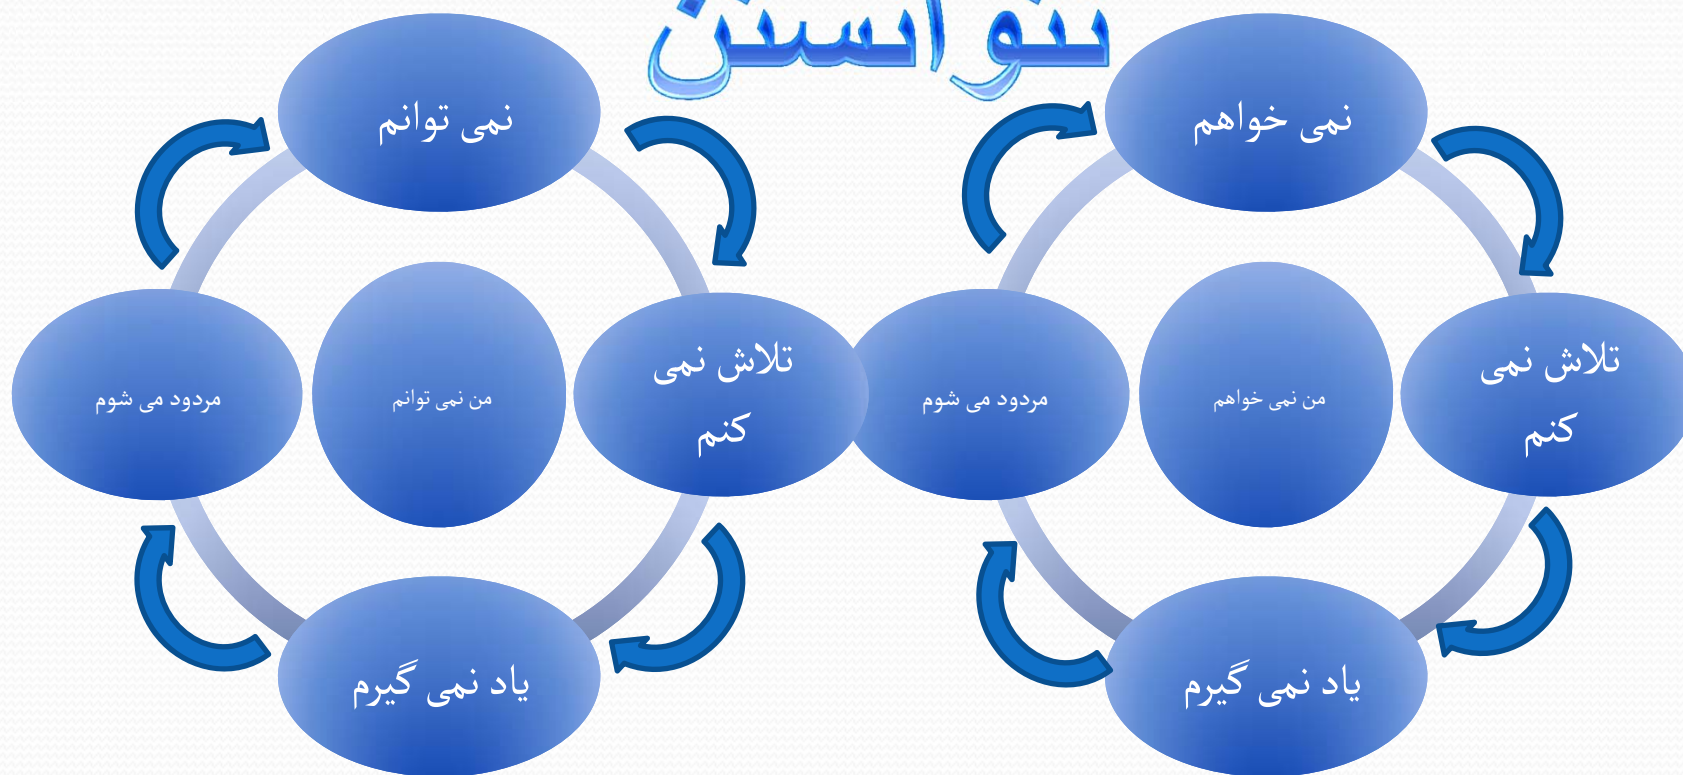 نتوانستن
نمی خواهم
تلاش نمی
کنم
یاد نمی گیرم
مردود می شوم
من نمی خواهم
نمی توانم
تلاش نمی
کنم
یاد نمی گیرم
مردود می شوم
من نمی توانم